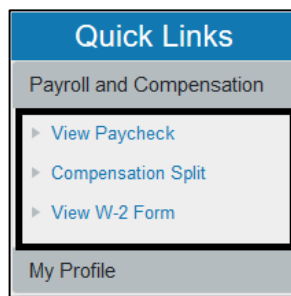 Quick Links
Payroll and Compensation
View Paycheck
Compensation Split
View W-2 Form
My Profile